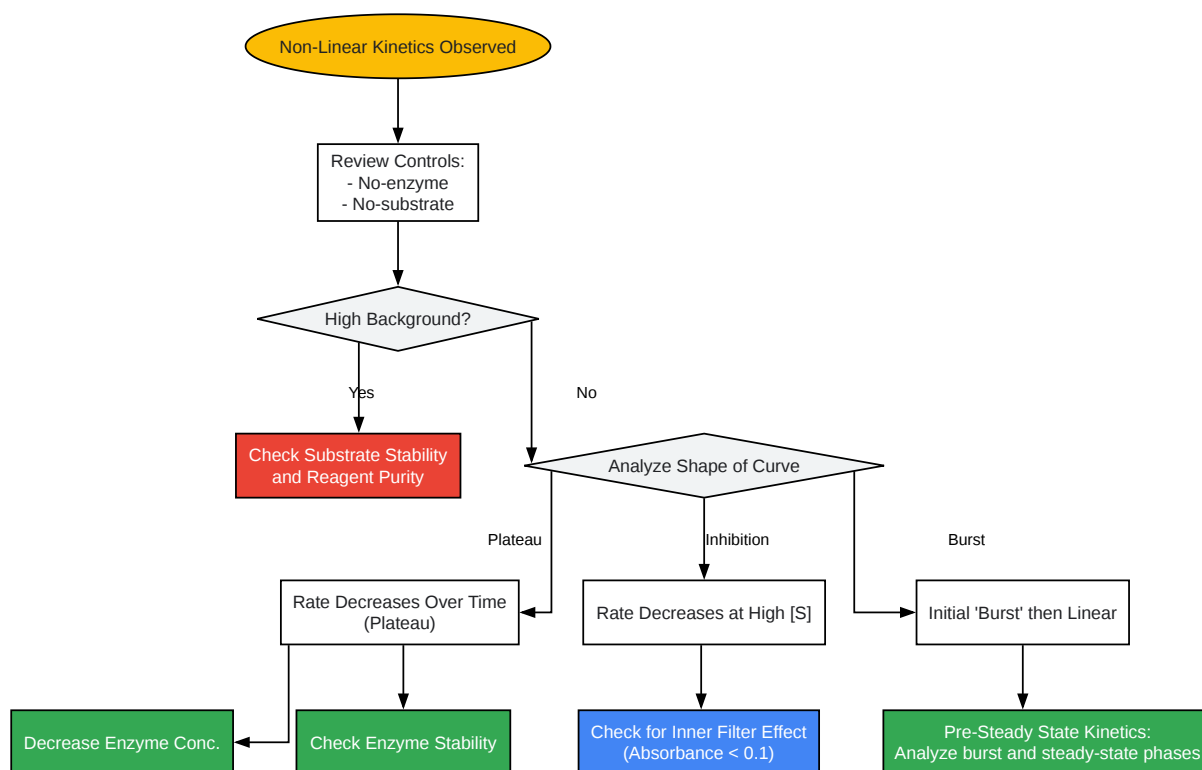 Non-Linear Kinetics Observed
Review Controls:
- No-enzyme
- No-substrate
High Background?
Yes
No
Check Substrate Stability
and Reagent Purity
Analyze Shape of Curve
Plateau
Inhibition
Burst
Rate Decreases Over Time
(Plateau)
Rate Decreases at High [S]
Initial 'Burst' then Linear
Decrease Enzyme Conc.
Check Enzyme Stability
Check for Inner Filter Effect
(Absorbance < 0.1)
Pre-Steady State Kinetics:
Analyze burst and steady-state phases